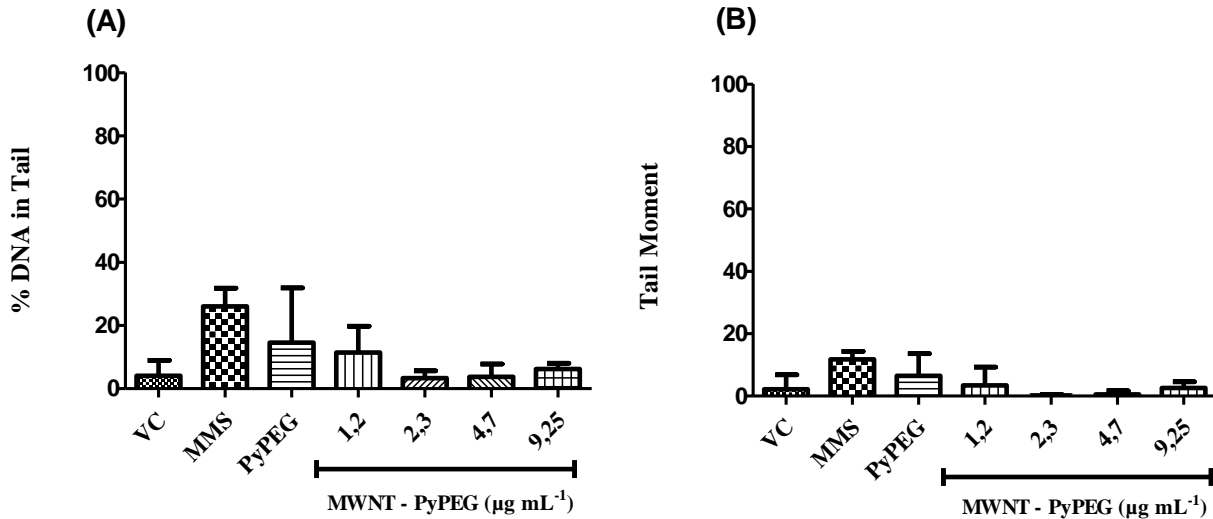 (A)
% DNA in Tail
100
80
60
40
20
0
VC
MMS
PyPEG
1,2
2,3
4,7
9,25
MWNT - PyPEG (µg mL⁻¹)
(B)
Tail Moment
100
80
60
40
20
0
VC
MMS
PyPEG
1,2
2,3
4,7
9,25
MWNT - PyPEG (µg mL⁻¹)